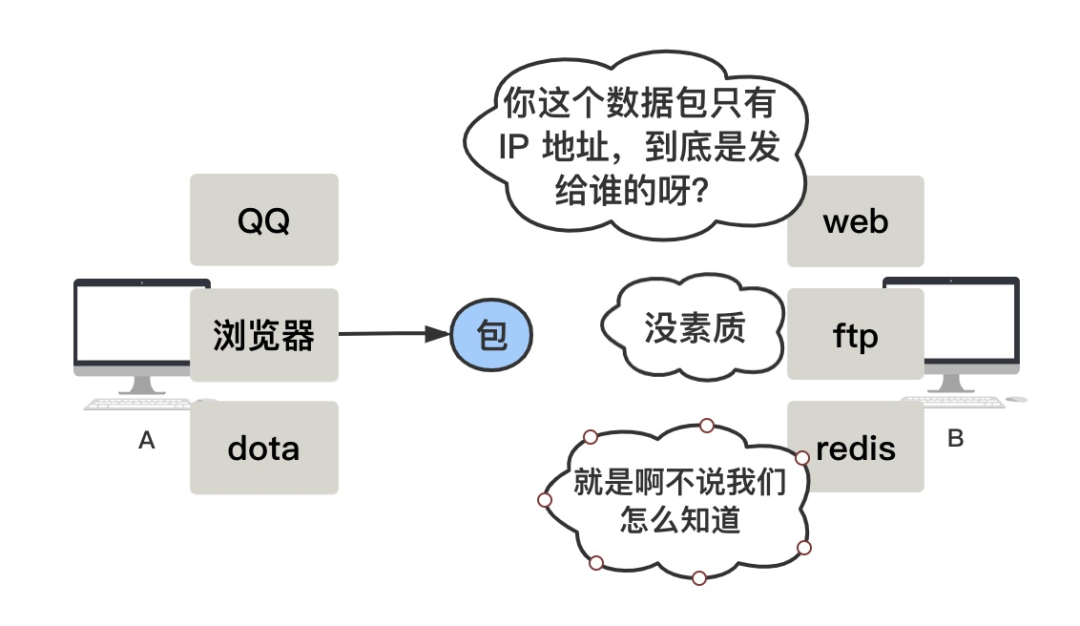 你这个数据包只有
IP 地址，到底是发
给谁的呀?
QQ
web
浏览器
包
没素质
ftp
A
dota
就是啊不说我们
怎么知道
redis
B